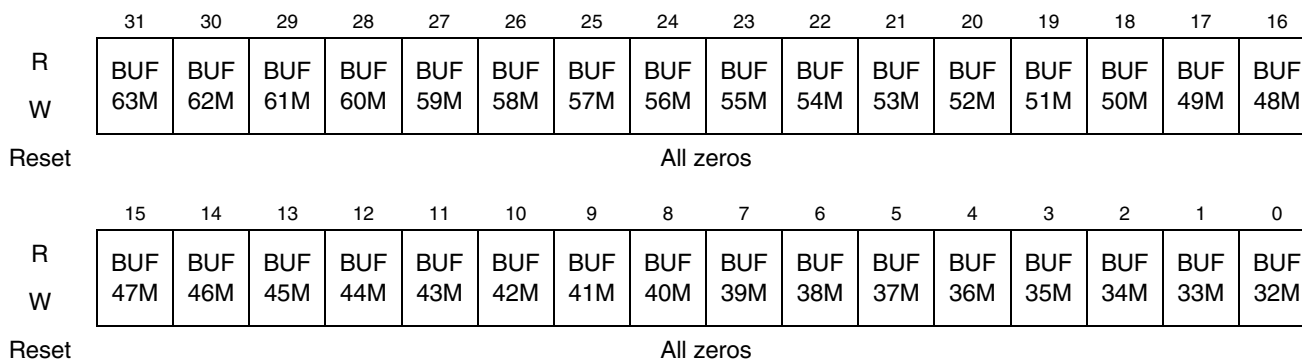 31 30 29 28 27 26 25 24 23 22 21 20 19 18 17 16
R BUF BUF BUF BUF BUF BUF BUF BUF BUF BUF BUF BUF BUF BUF BUF BUF
W 63M 62M 61M 60M 59M 58M 57M 56M 55M 54M 53M 52M 51M 50M 49M 48M
Reset All zeros
15 14 13 12 11 10 9 8 7 6 5 4 3 2 1 0
R BUF BUF BUF BUF BUF BUF BUF BUF BUF BUF BUF BUF BUF BUF BUF BUF
W 47M 46M 45M 44M 43M 42M 41M 40M 39M 38M 37M 36M 35M 34M 33M 32M
Reset All zeros